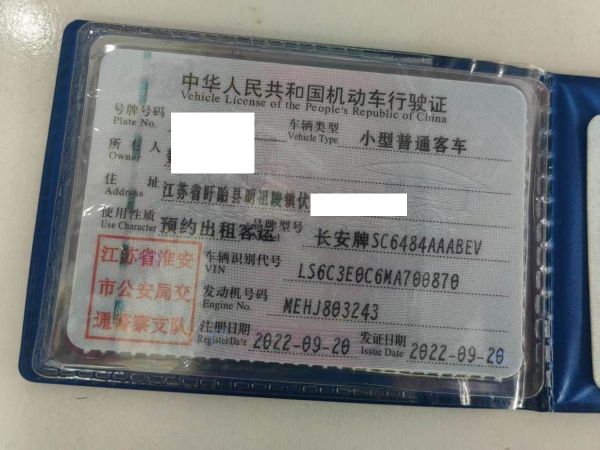 中华人民共和国机动车行驶证
Vehicle License of the People's Republic of China
号牌号码 车辆类型 小型普通客车
Plate No. Vehicle Type
所有人
Owner
住址 江苏省盱眙县明祖陵镇伏
Address
使用性质 预约出租客运 品牌型号 长安牌SC6484AAABEV
Use Character
江苏省淮安
市公安局交
通警察支队
车辆识别代号 LS6C3E0C6MA700870
VIN
发动机号码 MEHJ803243
Engine No.
注册日期 2022-09-20 发证日期 2022-09-20
Register Date Issue Date